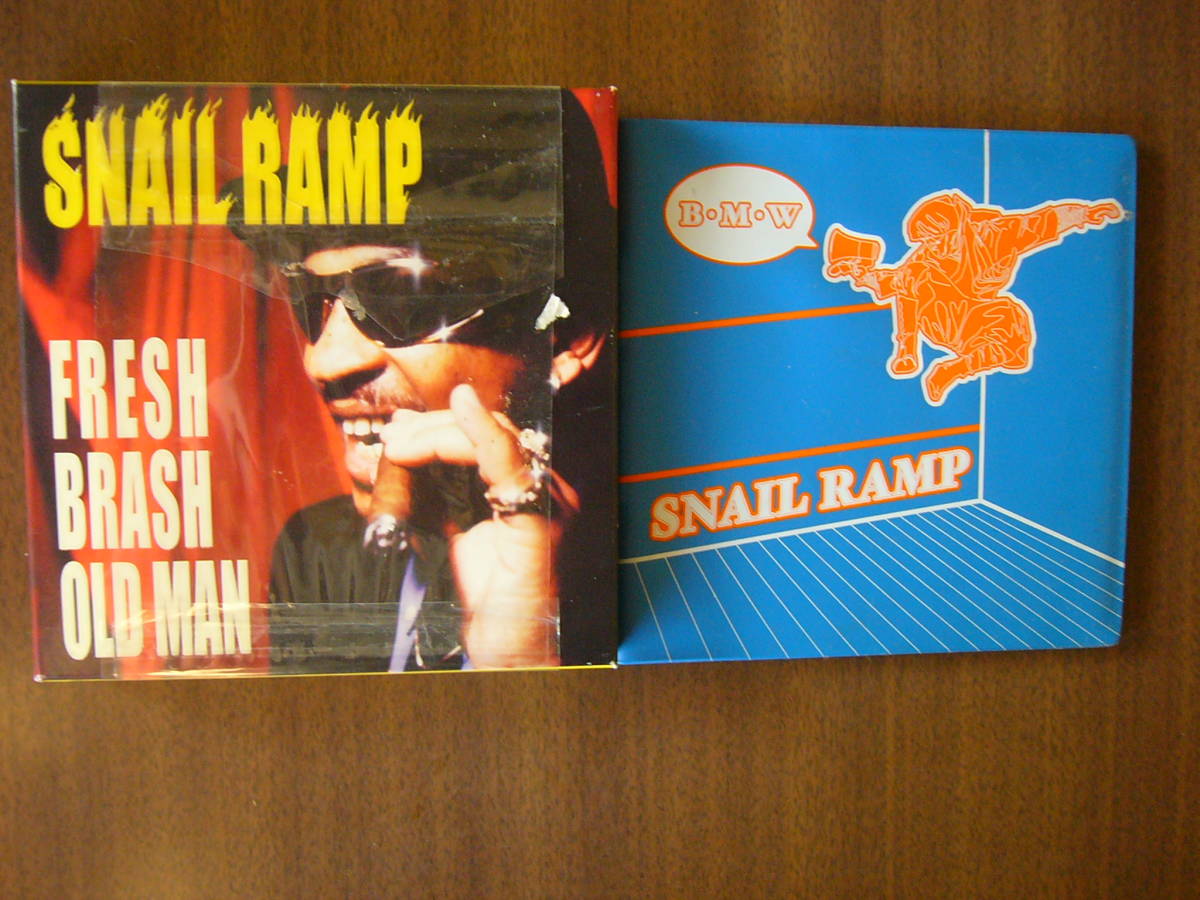 SNAIL RAMP
FRESH
BRASH
OLD MAN
B·M·W
SNAIL RAMP